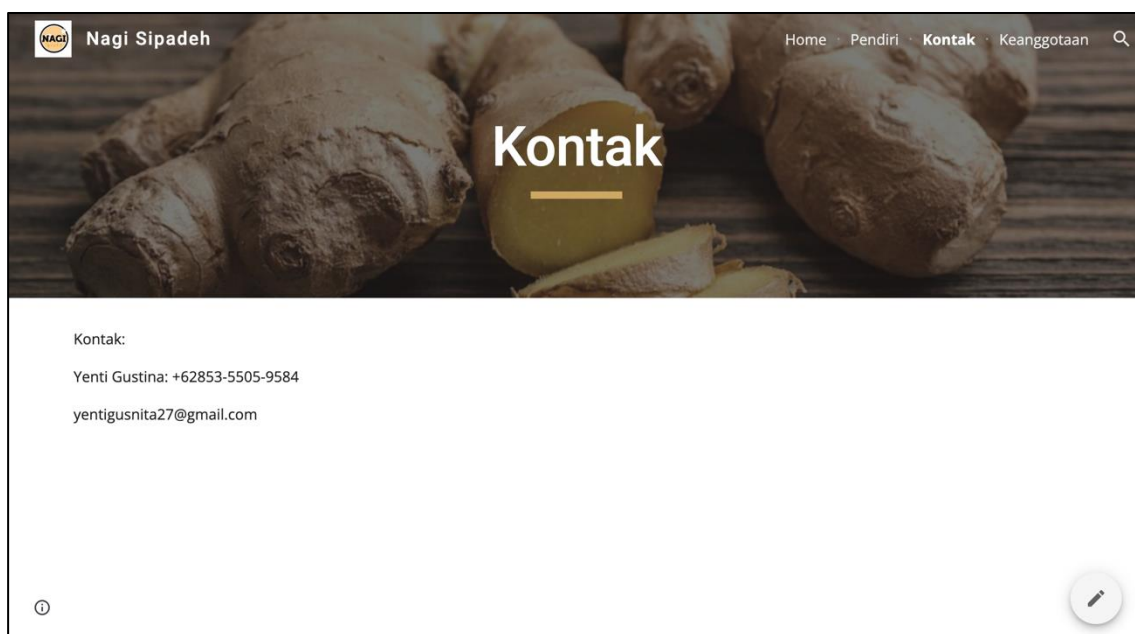 NAGI
Nagi Sipadeh
Home · Pendiri · Kontak · Keanggotaan
Kontak
Kontak:
Yenti Gustina: +62853-5505-9584
yentigusnita27@gmail.com